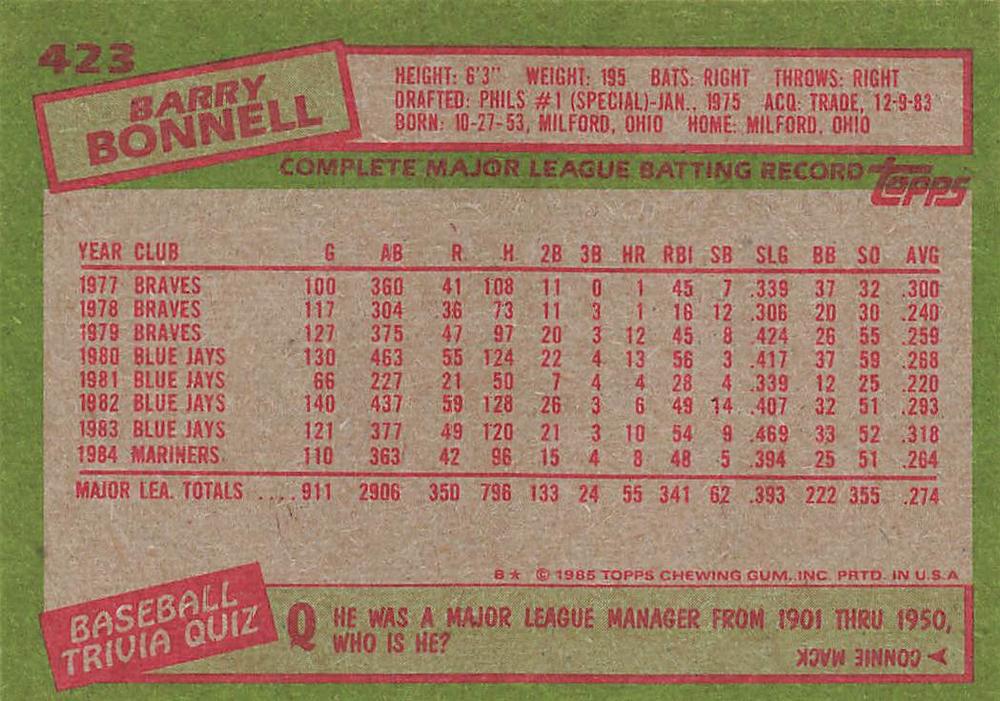 423
BARRY
BONNELL
HEIGHT: 6'3" WEIGHT: 195 BATS: RIGHT THROWS: RIGHT
DRAFTED: PHILS #1 (SPECIAL)-JAN., 1975 ACQ: TRADE, 12-9-83
BORN: 10-27-53, MILFORD, OHIO HOME: MILFORD, OHIO
COMPLETE MAJOR LEAGUE BATTING RECORD topps
YEAR CLUB G AB R H 2B 3B HR RBI SB SLG BB SO AVG
1977 BRAVES 100 360 41 108 11 0 1 45 7 .339 37 32 .300
1978 BRAVES 117 304 36 73 11 3 1 16 12 .306 20 30 .240
1979 BRAVES 127 375 47 97 20 3 12 45 8 .424 26 55 .259
1980 BLUE JAYS 130 463 55 124 22 4 13 56 3 .417 37 59 .268
1981 BLUE JAYS 66 227 21 50 7 4 4 28 4 .339 12 25 .220
1982 BLUE JAYS 140 437 59 128 26 3 6 49 14 .407 32 51 .293
1983 BLUE JAYS 121 377 49 120 21 3 10 54 9 .469 33 52 .318
1984 MARINERS 110 363 42 96 15 4 8 48 5 .394 25 51 .264
MAJOR LEA. TOTALS .... 911 2906 350 796 133 24 55 341 62 .393 222 355 .274
B★ © 1985 TOPPS CHEWING GUM, INC. PRTD. IN U.S.A
BASEBALL
TRIVIA QUIZ
Q HE WAS A MAJOR LEAGUE MANAGER FROM 1901 THRU 1950,
WHO IS HE?
CONNIE MACK